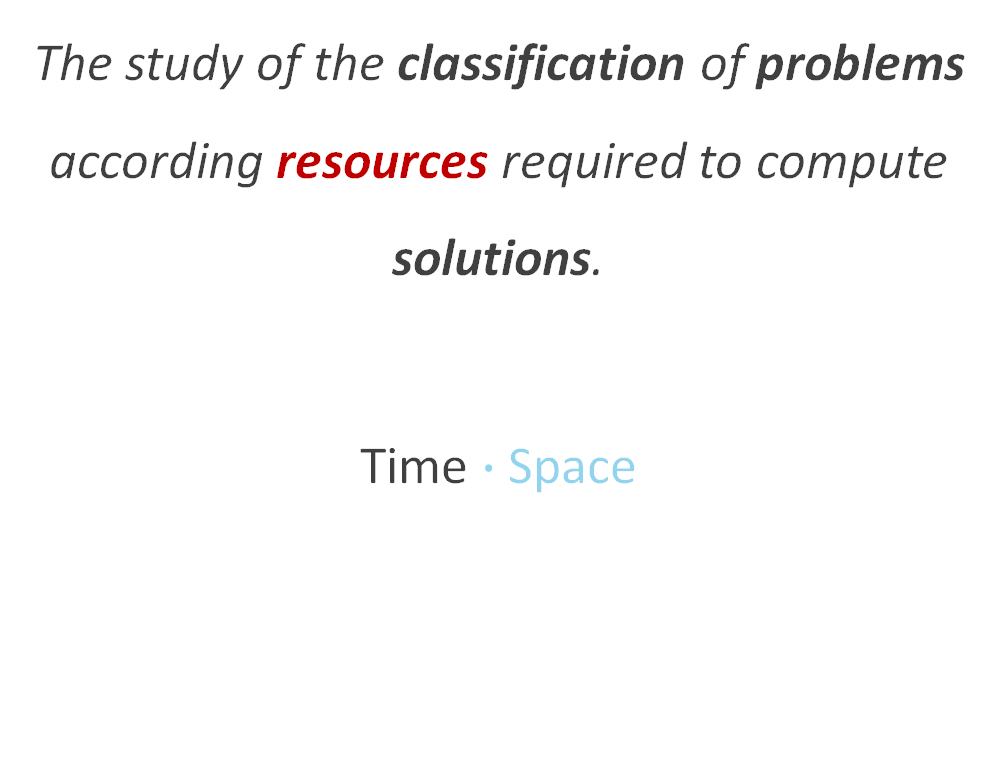 The study of the classification of problems
according resources required to compute
solutions.
Time · Space